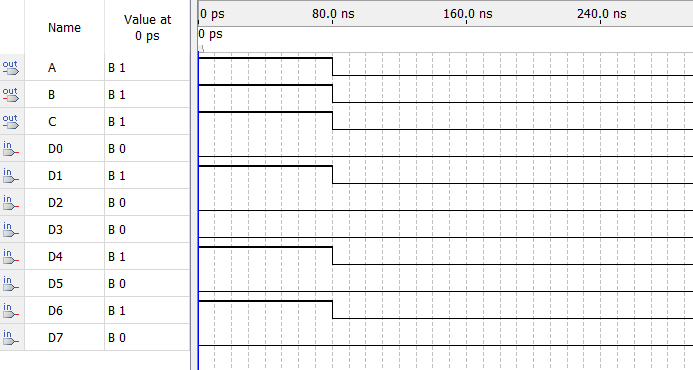 Name Value at 0 ps
0 ps 80.0 ns 160.0 ns 240.0 ns
0 ps
out A B 1
out B B 1
out C B 1
in D0 B 0
in D1 B 1
in D2 B 0
in D3 B 0
in D4 B 1
in D5 B 0
in D6 B 1
in D7 B 0